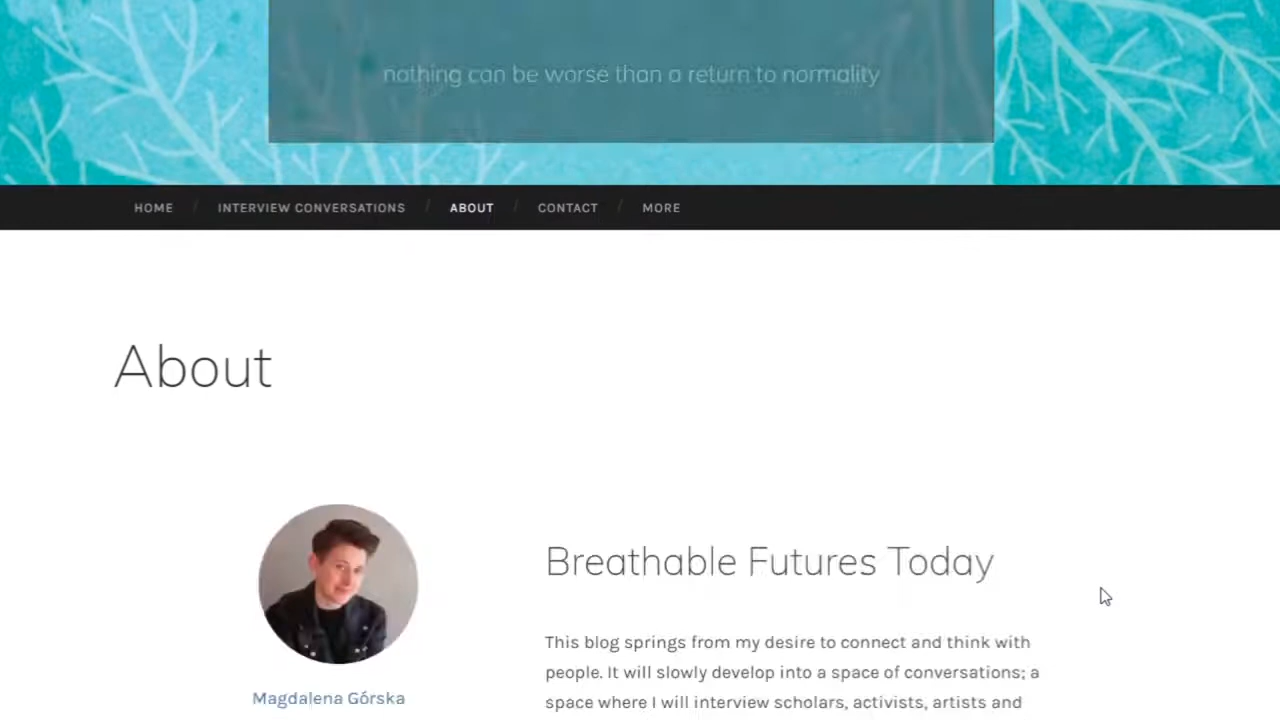 nothing can be worse than a return to normality
HOME / INTERVIEW CONVERSATIONS / ABOUT / CONTACT / MORE
About
Breathable Futures Today
This blog springs from my desire to connect and think with
people. It will slowly develop into a space of conversations; a
space where I will interview scholars, activists, artists and
Magdalena Górska